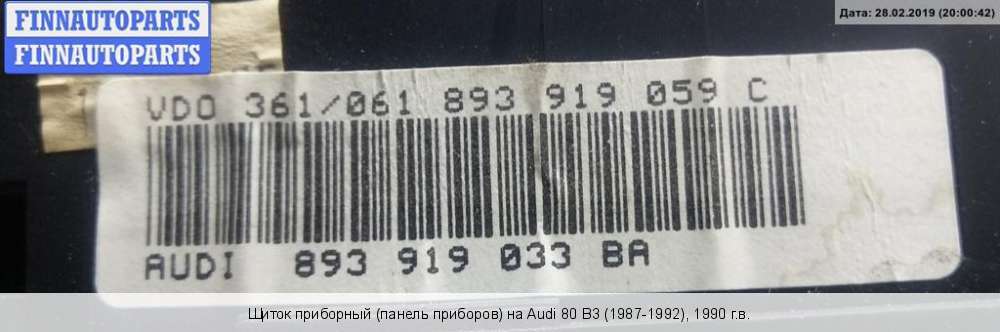 FINNAUTOPARTS
FINNAUTOPARTS
Дата: 28.02.2019 (20:00:42)
VDO 361/061 893 919 059 C
AUDI 893 919 033 BA
Щиток приборный (панель приборов) на Audi 80 B3 (1987-1992), 1990 г.в.